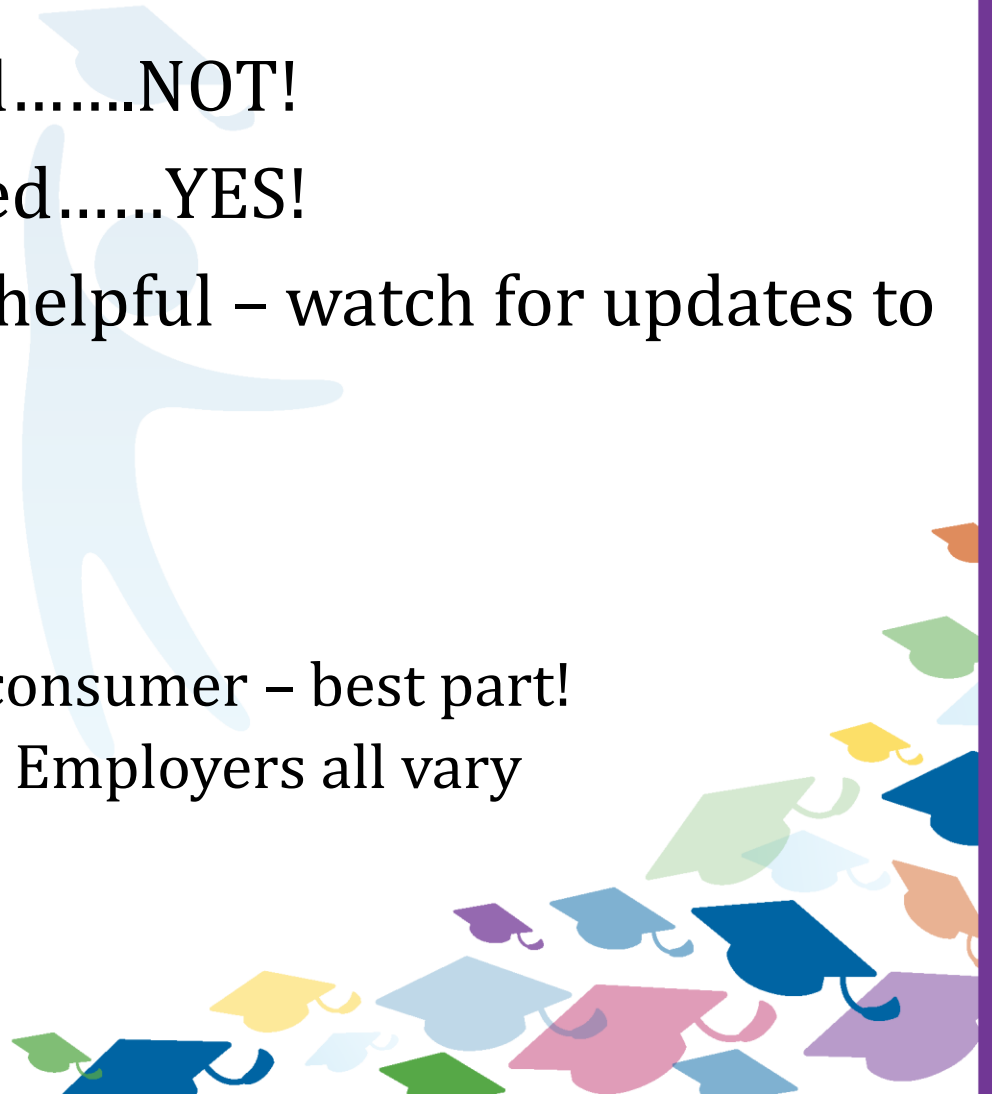 l……..NOT!
ed……YES!
helpful – watch for updates to
consumer – best part!
Employers all vary